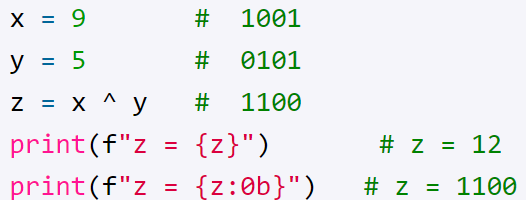 x = 9        #  1001
y = 5        #  0101
z = x ^ y    #  1100
print(f"z = {z}")        # z = 12
print(f"z = {z:0b}")    # z = 1100